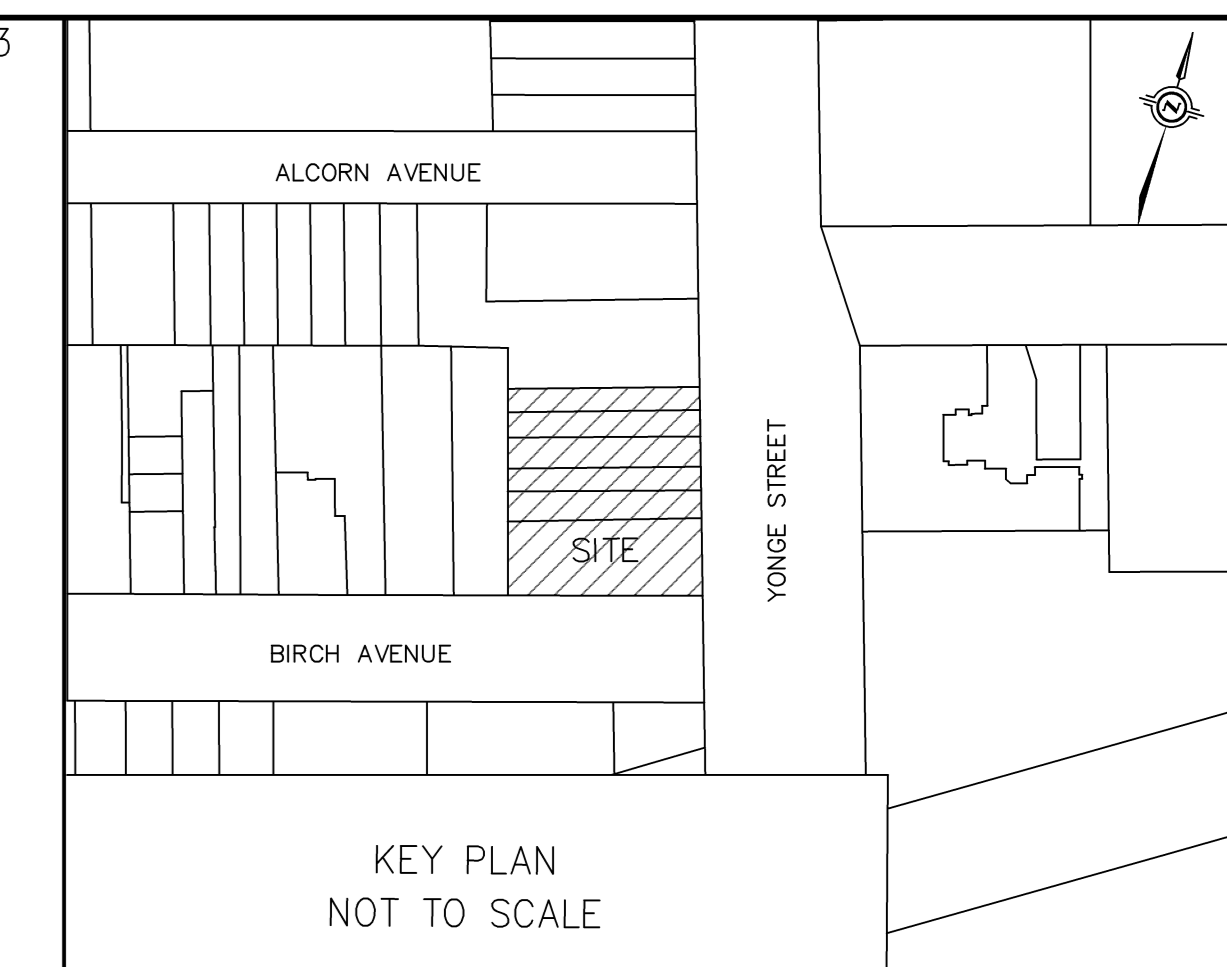 3
ALCORN AVENUE
N
YONGE STREET
SITE
BIRCH AVENUE
KEY PLAN
NOT TO SCALE